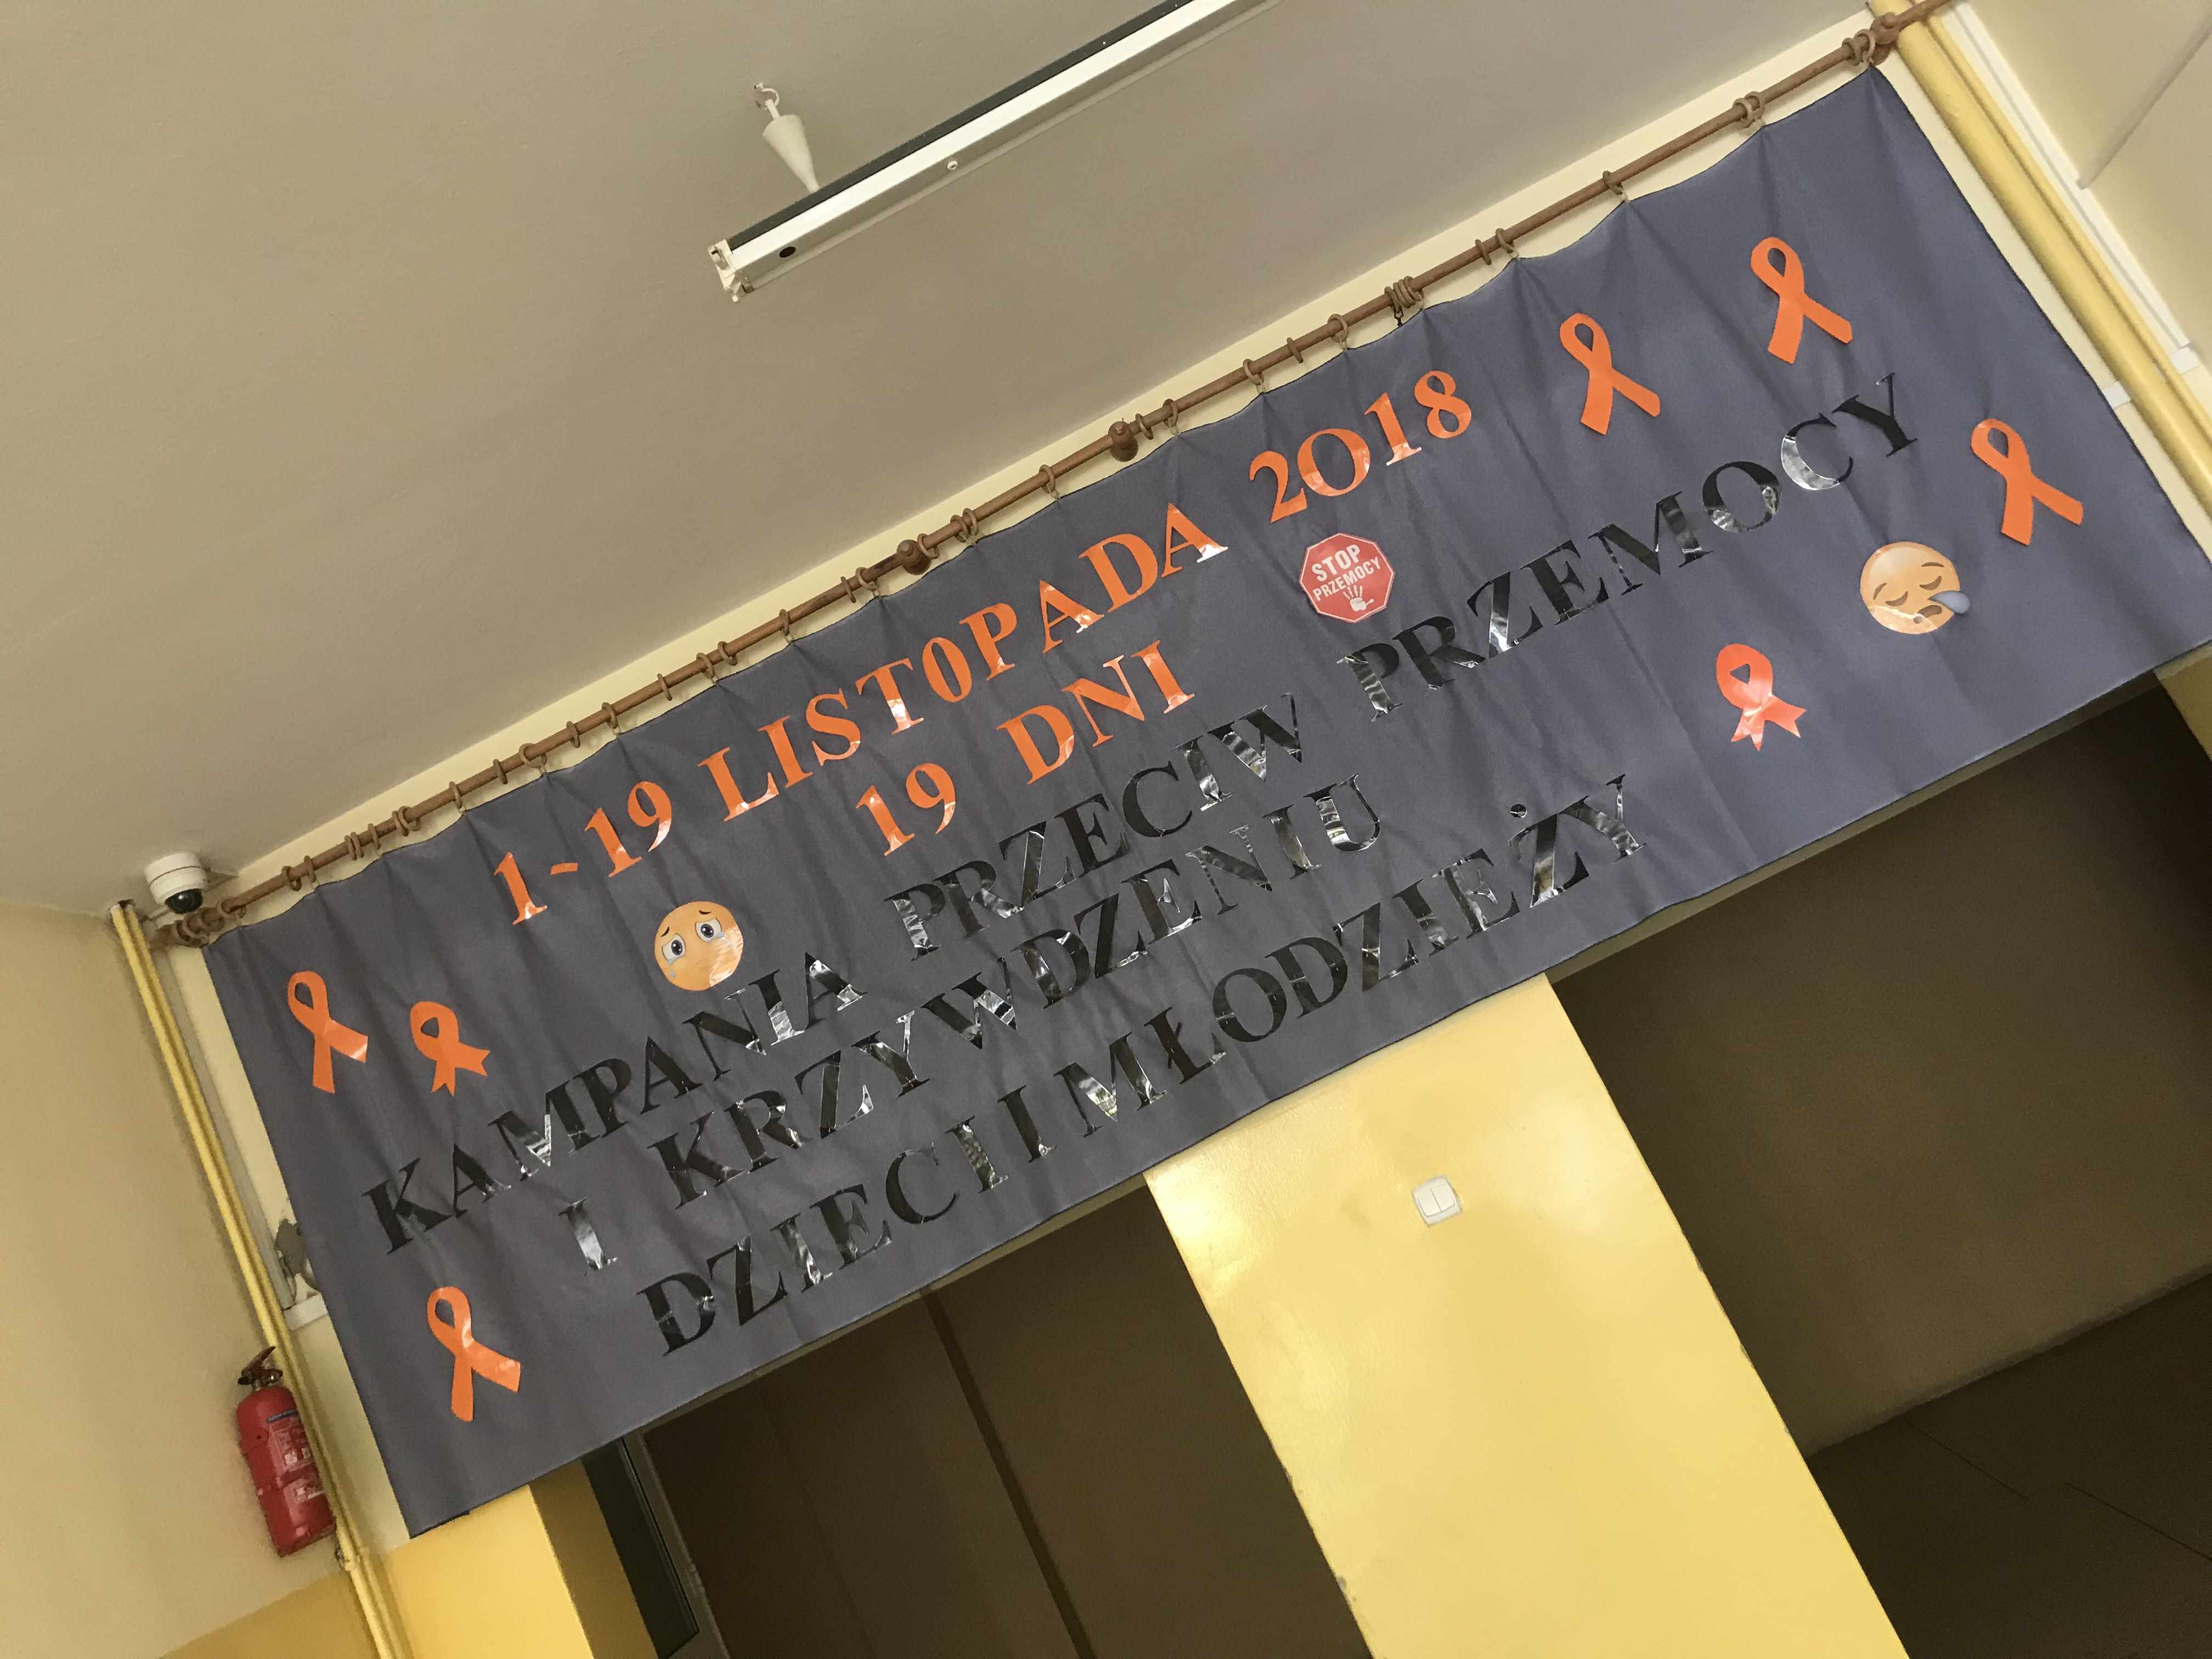 1-19 LISTOPADA 2018
19 DNI
STOP
PRZEMOCY
KAMPANIA PRZECIW PRZEMOCY
I KRZYWDZENIU
DZIECI I MŁODZIEŻY